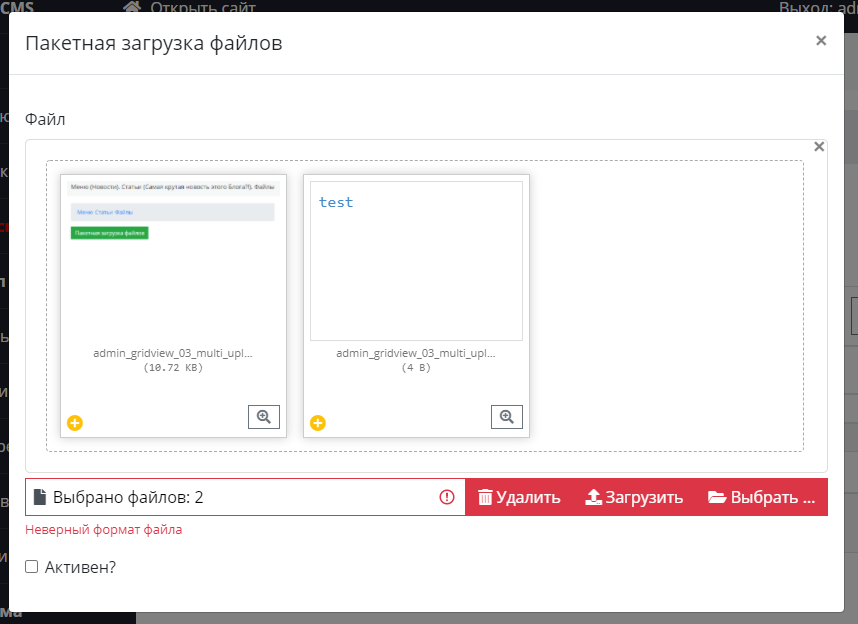 CMS
Открыть сайт
Выход: ad
Пакетная загрузка файлов
×
Файл
×
Меню (Новости). Статьи (Самая крутая новость этого Блога!!). Файлы
Меню Статьи Файлы
Пакетная загрузка файлов
test
admin_gridview_03_multi_upl...
(10.72 KB)
admin_gridview_03_multi_upl...
(4 B)
Выбрано файлов: 2
Удалить
Загрузить
Выбрать ...
Неверный формат файла
Активен?